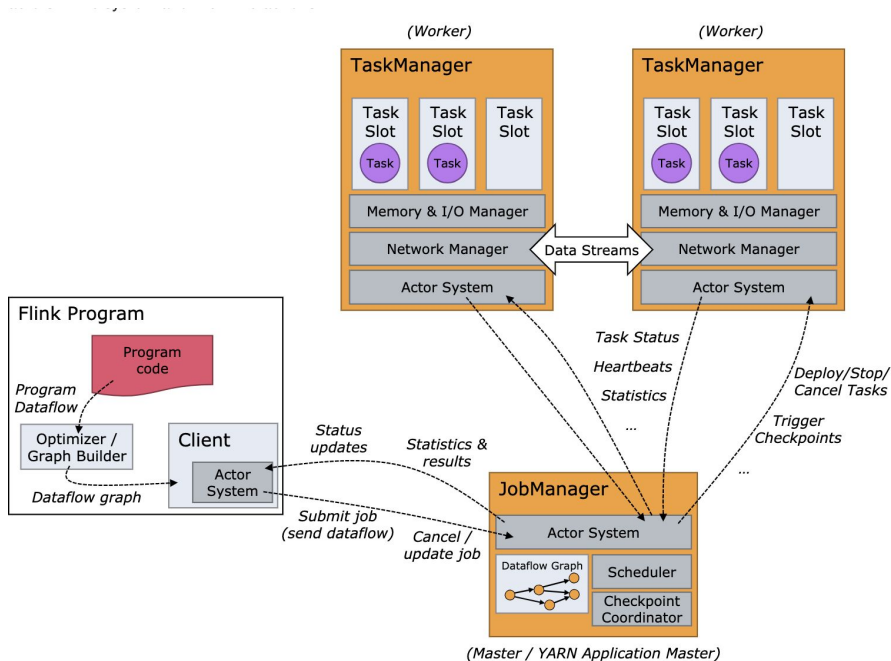 (Worker)
(Worker)
TaskManager
TaskManager
Task
Slot
Task
Task
Slot
Task
Task
Slot
Task
Slot
Task
Task
Slot
Task
Task
Slot
Memory & I/O Manager
Memory & I/O Manager
Network Manager
Data Streams
Network Manager
Actor System
Actor System
Flink Program
Program
code
Program
Dataflow
Optimizer /
Graph Builder
Dataflow graph
Client
Actor
System
Status
updates
Statistics &
results
Submit job
(send dataflow)
Cancel /
update job
Task Status
Heartbeats
Statistics
...
Deploy/Stop/
Cancel Tasks
Trigger
Checkpoints
...
JobManager
Actor System
Dataflow Graph
Scheduler
Checkpoint
Coordinator
(Master / YARN Application Master)